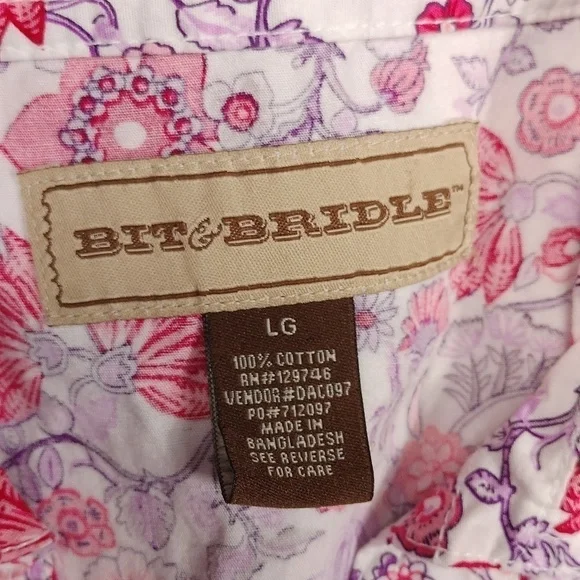 BIT & BRIDLE™
LG
100% COTTON
RN#129746
VENDOR#DAC097
PO#712097
MADE IN
BANGLADESH
SEE REVERSE
FOR CARE